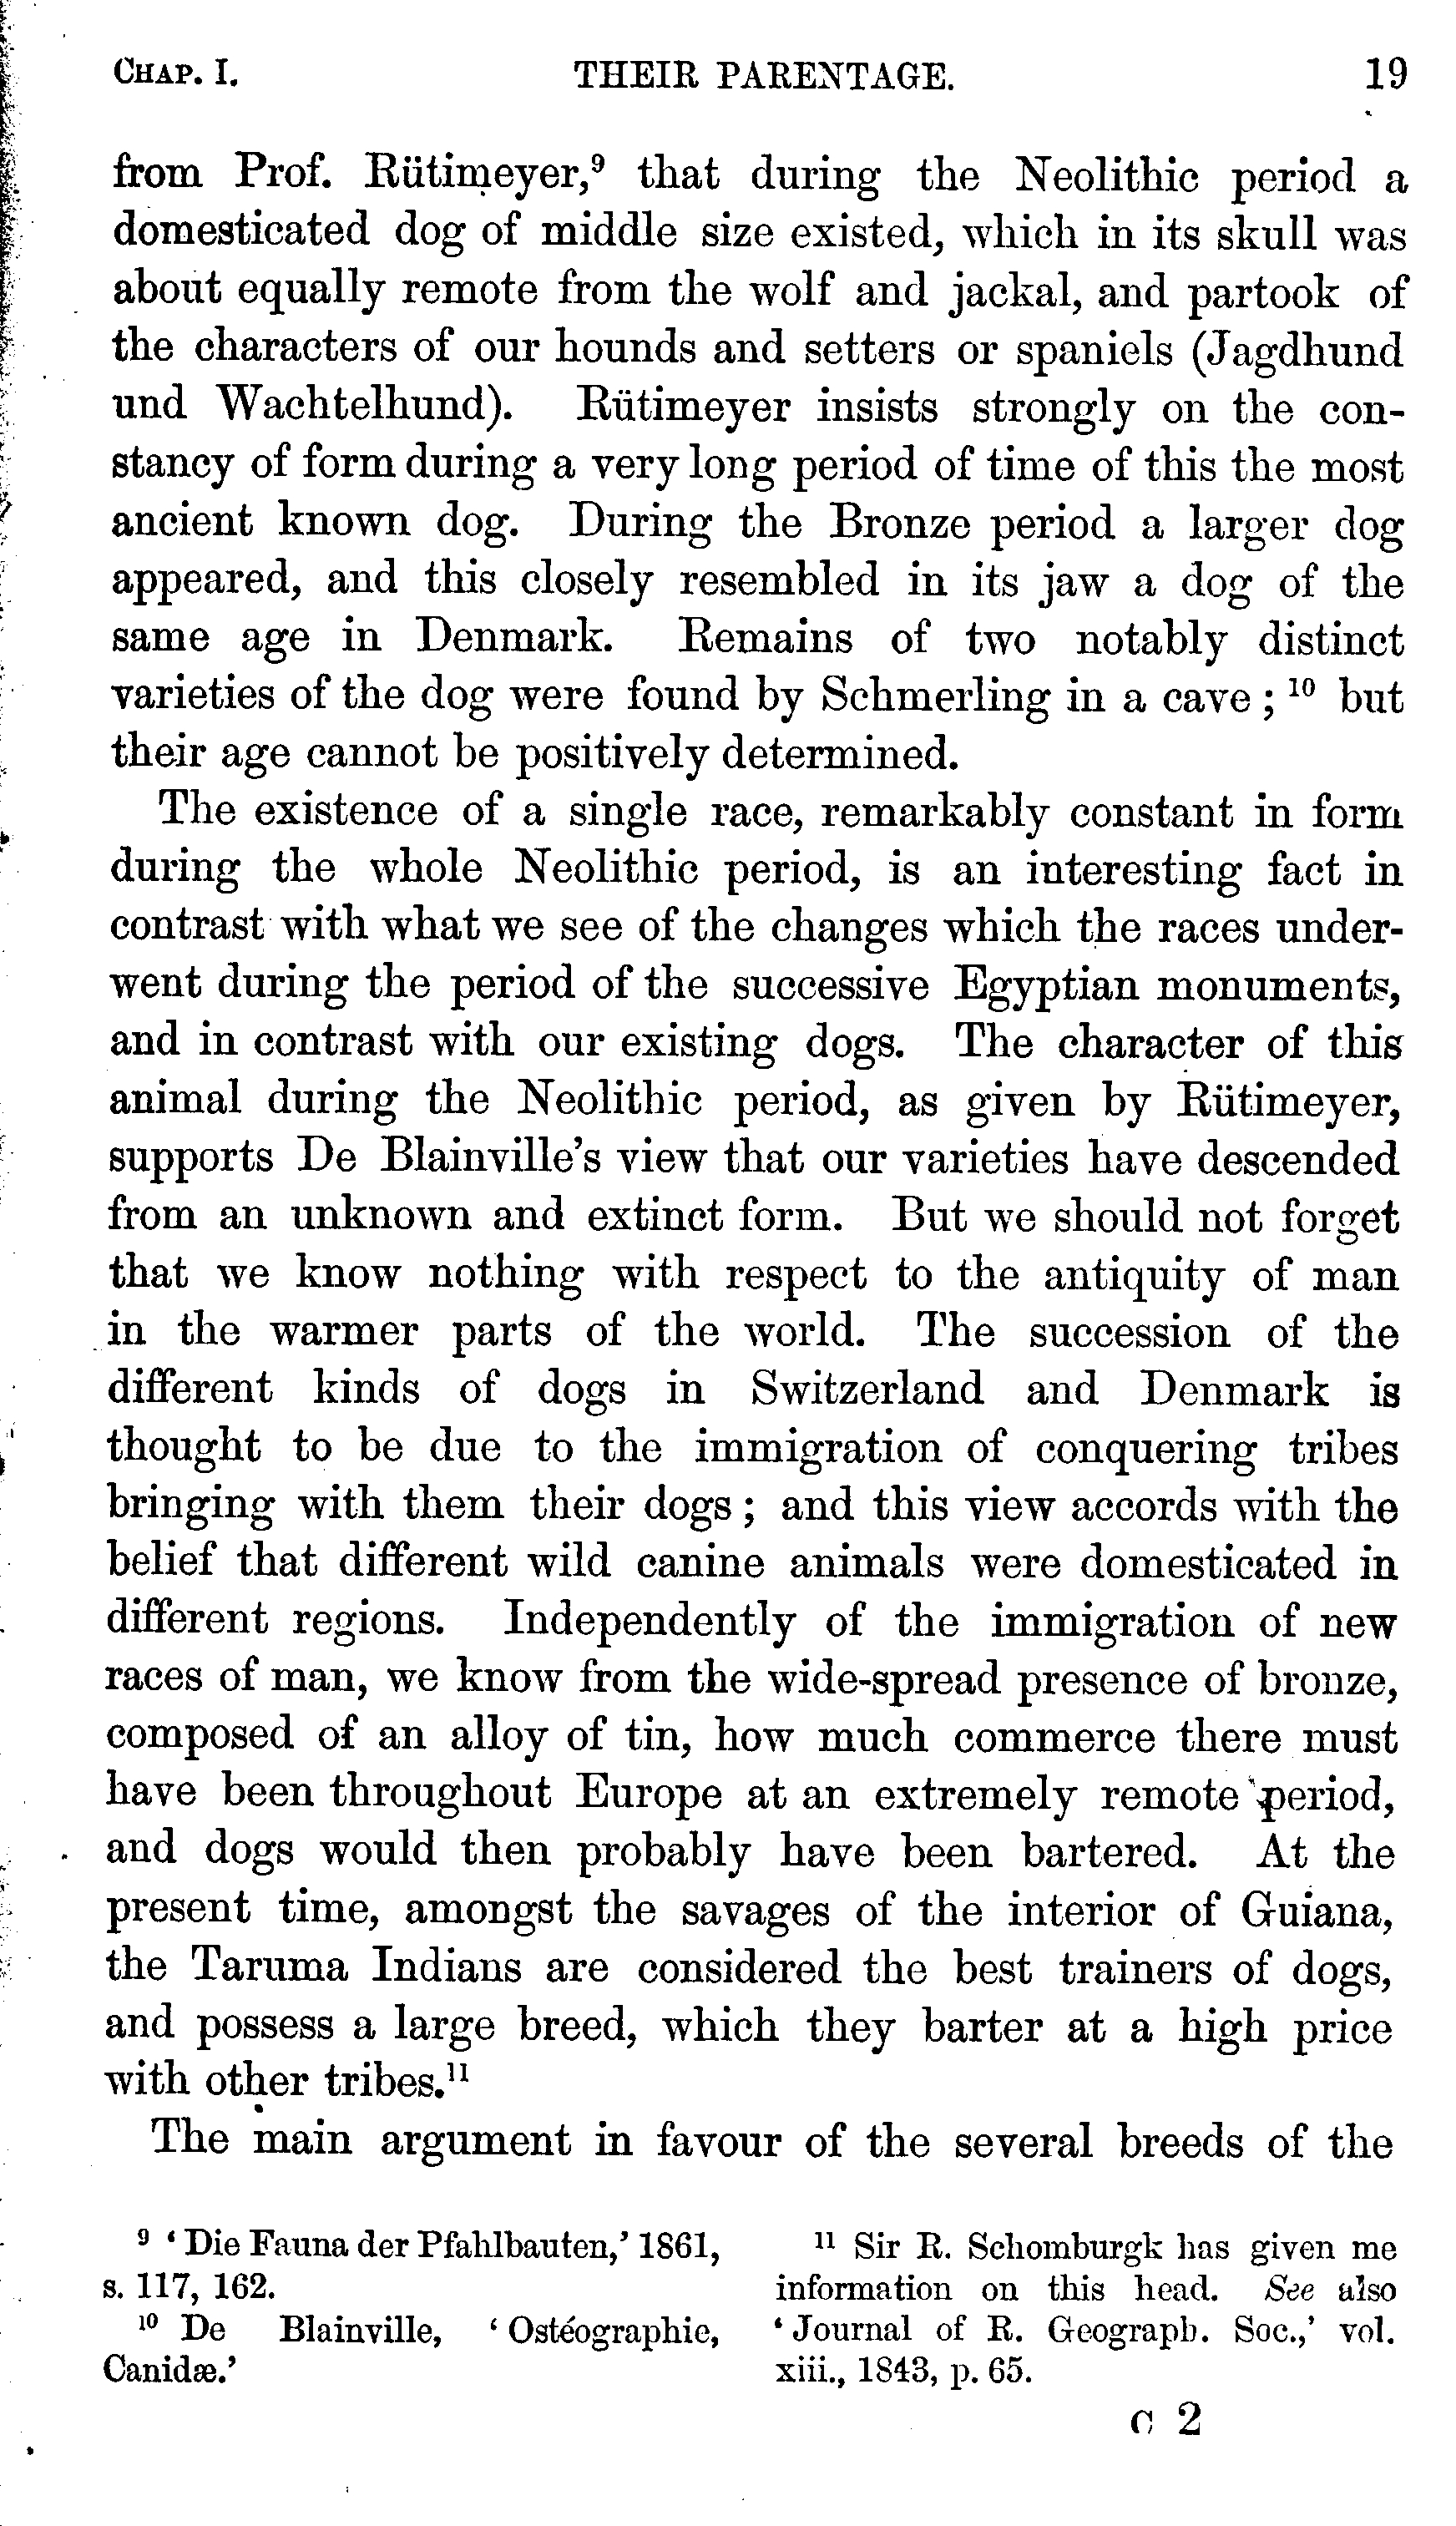 CHAP. I. THEIR PARENTAGE. 19
from Prof. Rütimeyer,⁹ that during the Neolithic period a
domesticated dog of middle size existed, which in its skull was
about equally remote from the wolf and jackal, and partook of
the characters of our hounds and setters or spaniels (Jagdhund
und Wachtelhund). Rütimeyer insists strongly on the con-
stancy of form during a very long period of time of this the most
ancient known dog. During the Bronze period a larger dog
appeared, and this closely resembled in its jaw a dog of the
same age in Denmark. Remains of two notably distinct
varieties of the dog were found by Schmerling in a cave ; ¹⁰ but
their age cannot be positively determined.
The existence of a single race, remarkably constant in form
during the whole Neolithic period, is an interesting fact in
contrast with what we see of the changes which the races under-
went during the period of the successive Egyptian monuments,
and in contrast with our existing dogs. The character of this
animal during the Neolithic period, as given by Rütimeyer,
supports De Blainville's view that our varieties have descended
from an unknown and extinct form. But we should not forget
that we know nothing with respect to the antiquity of man
in the warmer parts of the world. The succession of the
different kinds of dogs in Switzerland and Denmark is
thought to be due to the immigration of conquering tribes
bringing with them their dogs ; and this view accords with the
belief that different wild canine animals were domesticated in
different regions. Independently of the immigration of new
races of man, we know from the wide-spread presence of bronze,
composed of an alloy of tin, how much commerce there must
have been throughout Europe at an extremely remote period,
and dogs would then probably have been bartered. At the
present time, amongst the savages of the interior of Guiana,
the Taruma Indians are considered the best trainers of dogs,
and possess a large breed, which they barter at a high price
with other tribes.¹¹
The main argument in favour of the several breeds of the
⁹ ‘ Die Fauna der Pfahlbauten,’ 1861,
s. 117, 162.
¹⁰ De Blainville, ‘ Ostéographie,
Canidæ.’
¹¹ Sir R. Schomburgk has given me
information on this head. See also
‘ Journal of R. Geograph. Soc.,’ vol.
xiii., 1843, p. 65.
C 2